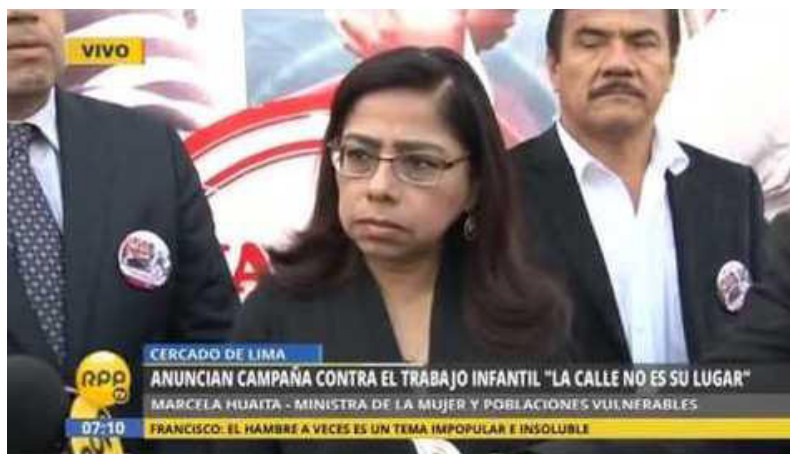 VIVO
CERCADO DE LIMA
ANUNCIAN CAMPAÑA CONTRA EL TRABAJO INFANTIL "LA CALLE NO ES SU LUGAR"
MARCELA HUAITA - MINISTRA DE LA MUJER Y POBLACIONES VULNERABLES
RPP
TV
07:10
FRANCISCO: EL HAMBRE A VECES ES UN TEMA IMPOPULAR E INSOLUBLE